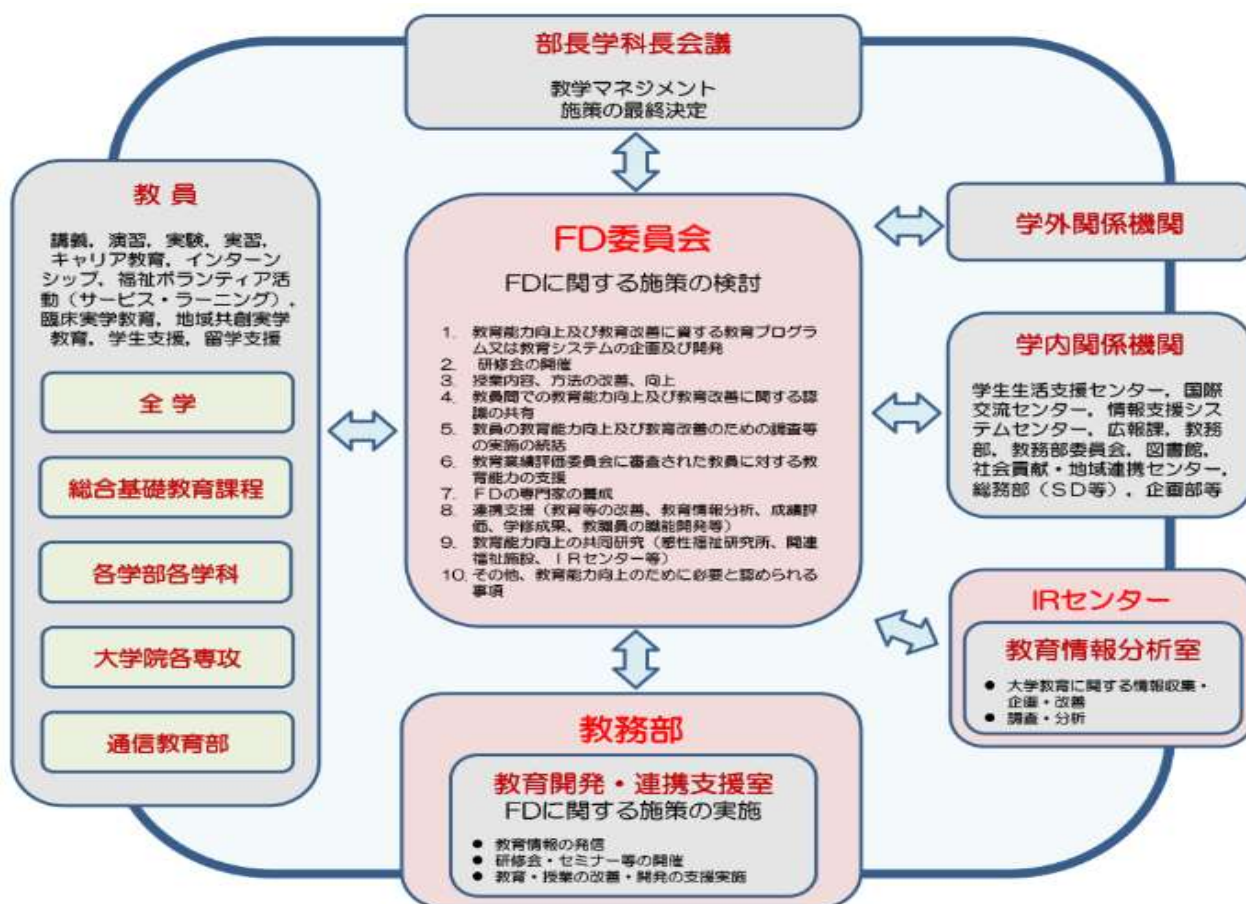 部長学科長会議
教学マネジメント
施策の最終決定
教 員
講義，演習，実験，実習，
キャリア教育，インターン
シップ，福祉ボランティア活
動（サービス・ラーニング），
臨床実学教育，地域共創実学
教育，学生支援，留学支援
全 学
総合基礎教育課程
各学部各学科
大学院各専攻
通信教育部
FD委員会
FDに関する施策の検討
1. 教育能力向上及び教育改善に資する教育プログラ
ム又は教育システムの企画及び開発
2. 研修会の開催
3. 授業内容、方法の改善、向上
4. 教員間での教育能力向上及び教育改善に関する認
識の共有
5. 教員の教育能力向上及び教育改善のための調査等
の実施の統括
6. 教育業績評価委員会に審査された教員に対する教
育能力の支援
7. ＦＤの専門家の養成
8. 連携支援（教育等の改善、教育情報分析、成績評
価、学修成果、教職員の職能開発等）
9. 教育能力向上の共同研究（感性福祉研究所、関連
福祉施設、ＩＲセンター等）
10. その他、教育能力向上のために必要と認められる
事項
学外関係機関
学内関係機関
学生生活支援センター，国際
交流センター，情報支援シス
テムセンター，広報課，教務
部，教務部委員会，図書館，
社会貢献・地域連携センター，
総務部（ＳＤ等），企画部等
IRセンター
教育情報分析室
● 大学教育に関する情報収集・
企画・改善
● 調査・分析
教務部
教育開発・連携支援室
FDに関する施策の実施
● 教育情報の発信
● 研修会・セミナー等の開催
● 教育・授業の改善・開発の支援実施